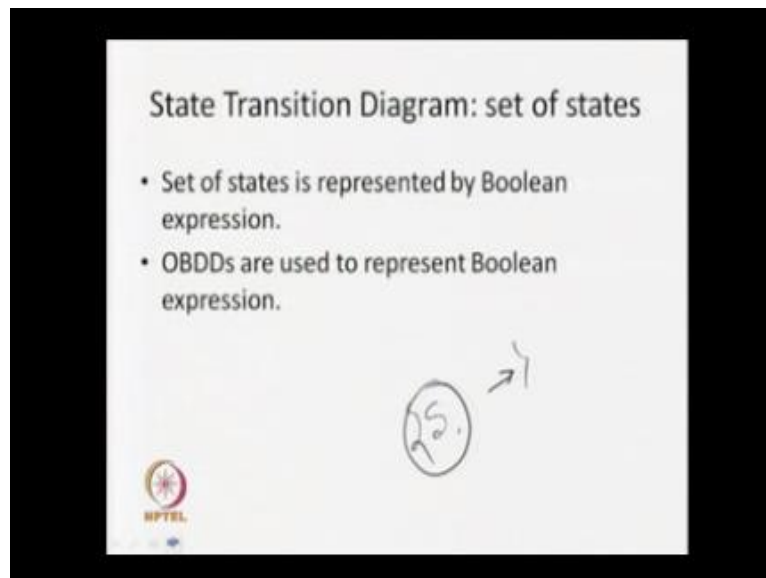 State Transition Diagram: set of states
• Set of states is represented by Boolean
expression.
• OBDDs are used to represent Boolean
expression.
NPTEL